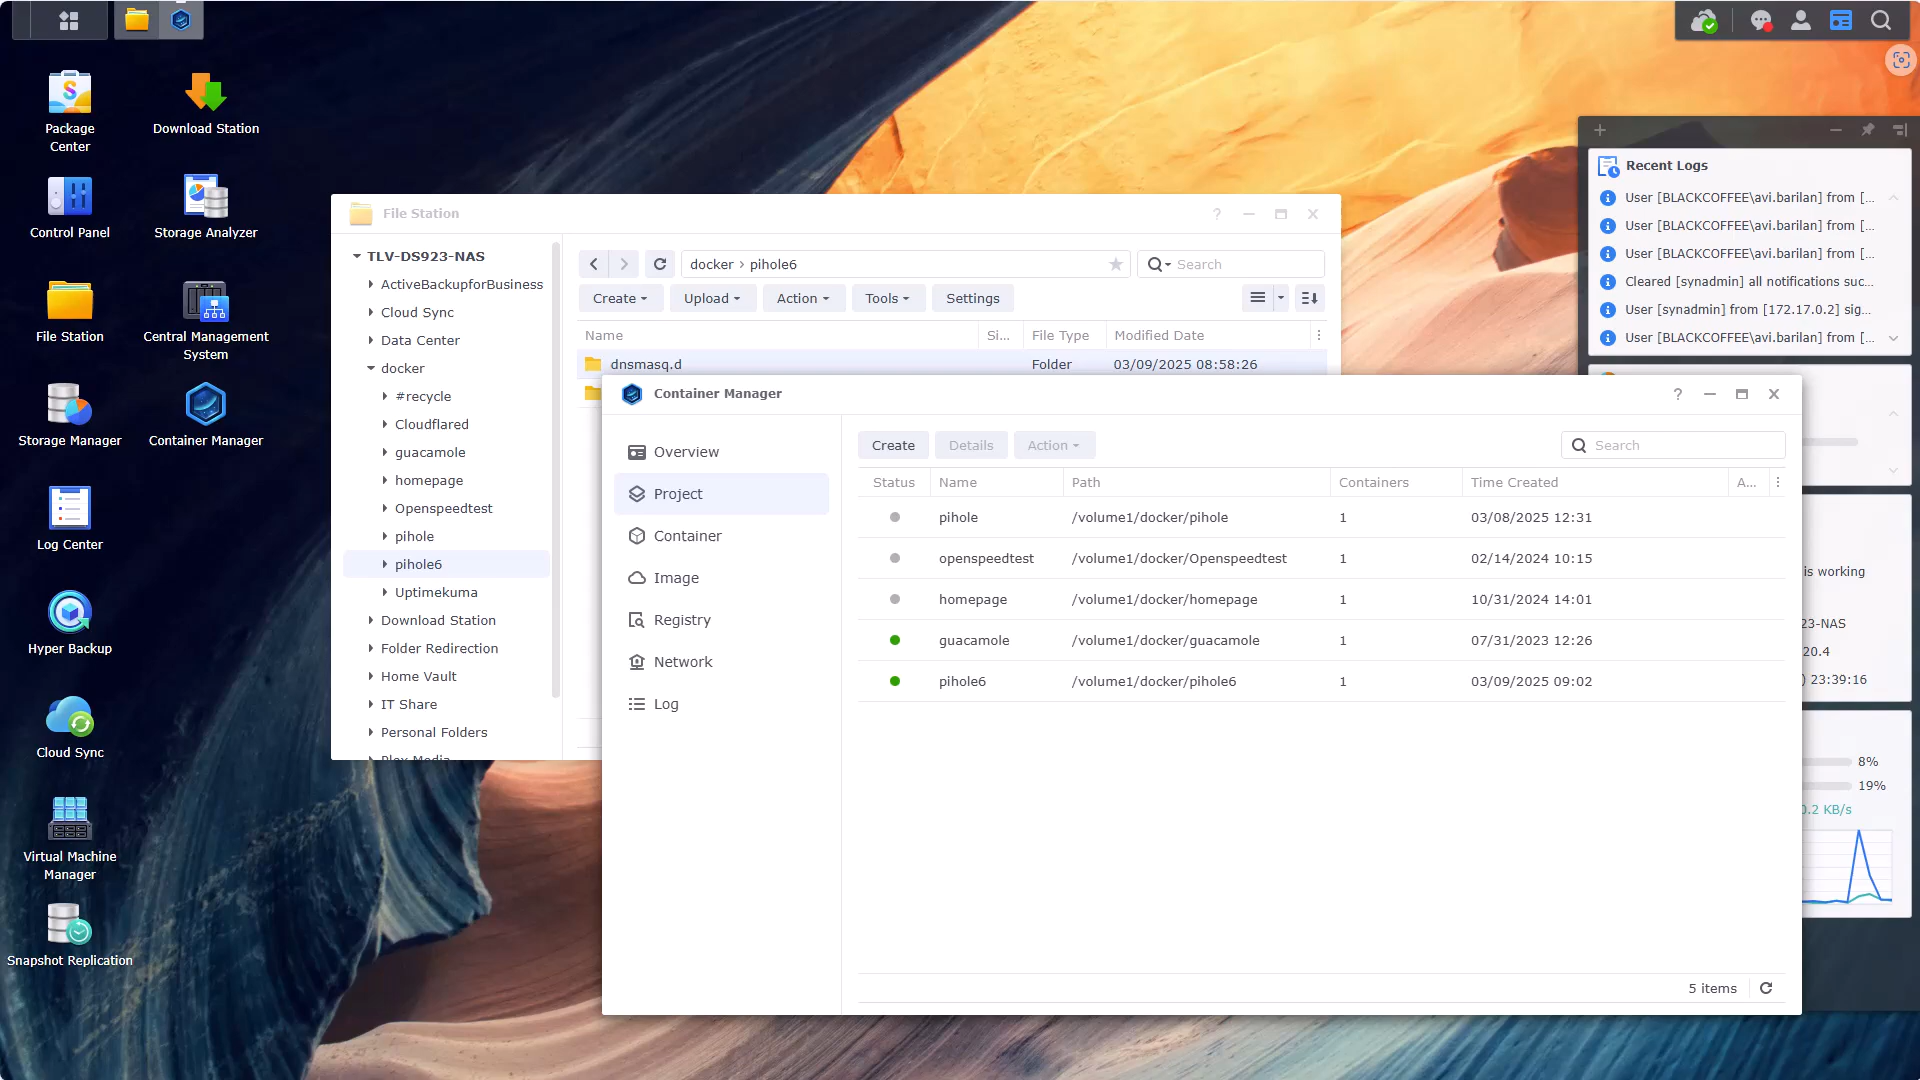 Package
Center
Download Station
Control Panel
Storage Analyzer
File Station
Central Management
System
Storage Manager
Container Manager
Log Center
Hyper Backup
Cloud Sync
Virtual Machine
Manager
Snapshot Replication
File Station
TLV-DS923-NAS
ActiveBackupforBusiness
Cloud Sync
Data Center
docker
#recycle
Cloudflared
guacamole
homepage
Openspeedtest
pihole
pihole6
Uptimekuma
Download Station
Folder Redirection
Home Vault
IT Share
Personal Folders
Plex Media
docker › pihole6
Search
Create Upload Action Tools Settings
Name Si... File Type Modified Date
dnsmasq.d Folder 03/09/2025 08:58:26
Container Manager
Overview
Project
Container
Image
Registry
Network
Log
Create Details Action Search
Status Name Path Containers Time Created A...
pihole /volume1/docker/pihole 1 03/08/2025 12:31
openspeedtest /volume1/docker/Openspeedtest 1 02/14/2024 10:15
homepage /volume1/docker/homepage 1 10/31/2024 14:01
guacamole /volume1/docker/guacamole 1 07/31/2023 12:26
pihole6 /volume1/docker/pihole6 1 03/09/2025 09:02
5 items
Recent Logs
User [BLACKCOFFEE\avi.barilan] from [...
User [BLACKCOFFEE\avi.barilan] from [...
User [BLACKCOFFEE\avi.barilan] from [...
Cleared [synadmin] all notifications suc...
User [synadmin] from [172.17.0.2] sig...
User [BLACKCOFFEE\avi.barilan] from [...
is working
23-NAS
20.4
) 23:39:16
8%
19%
0.2 KB/s